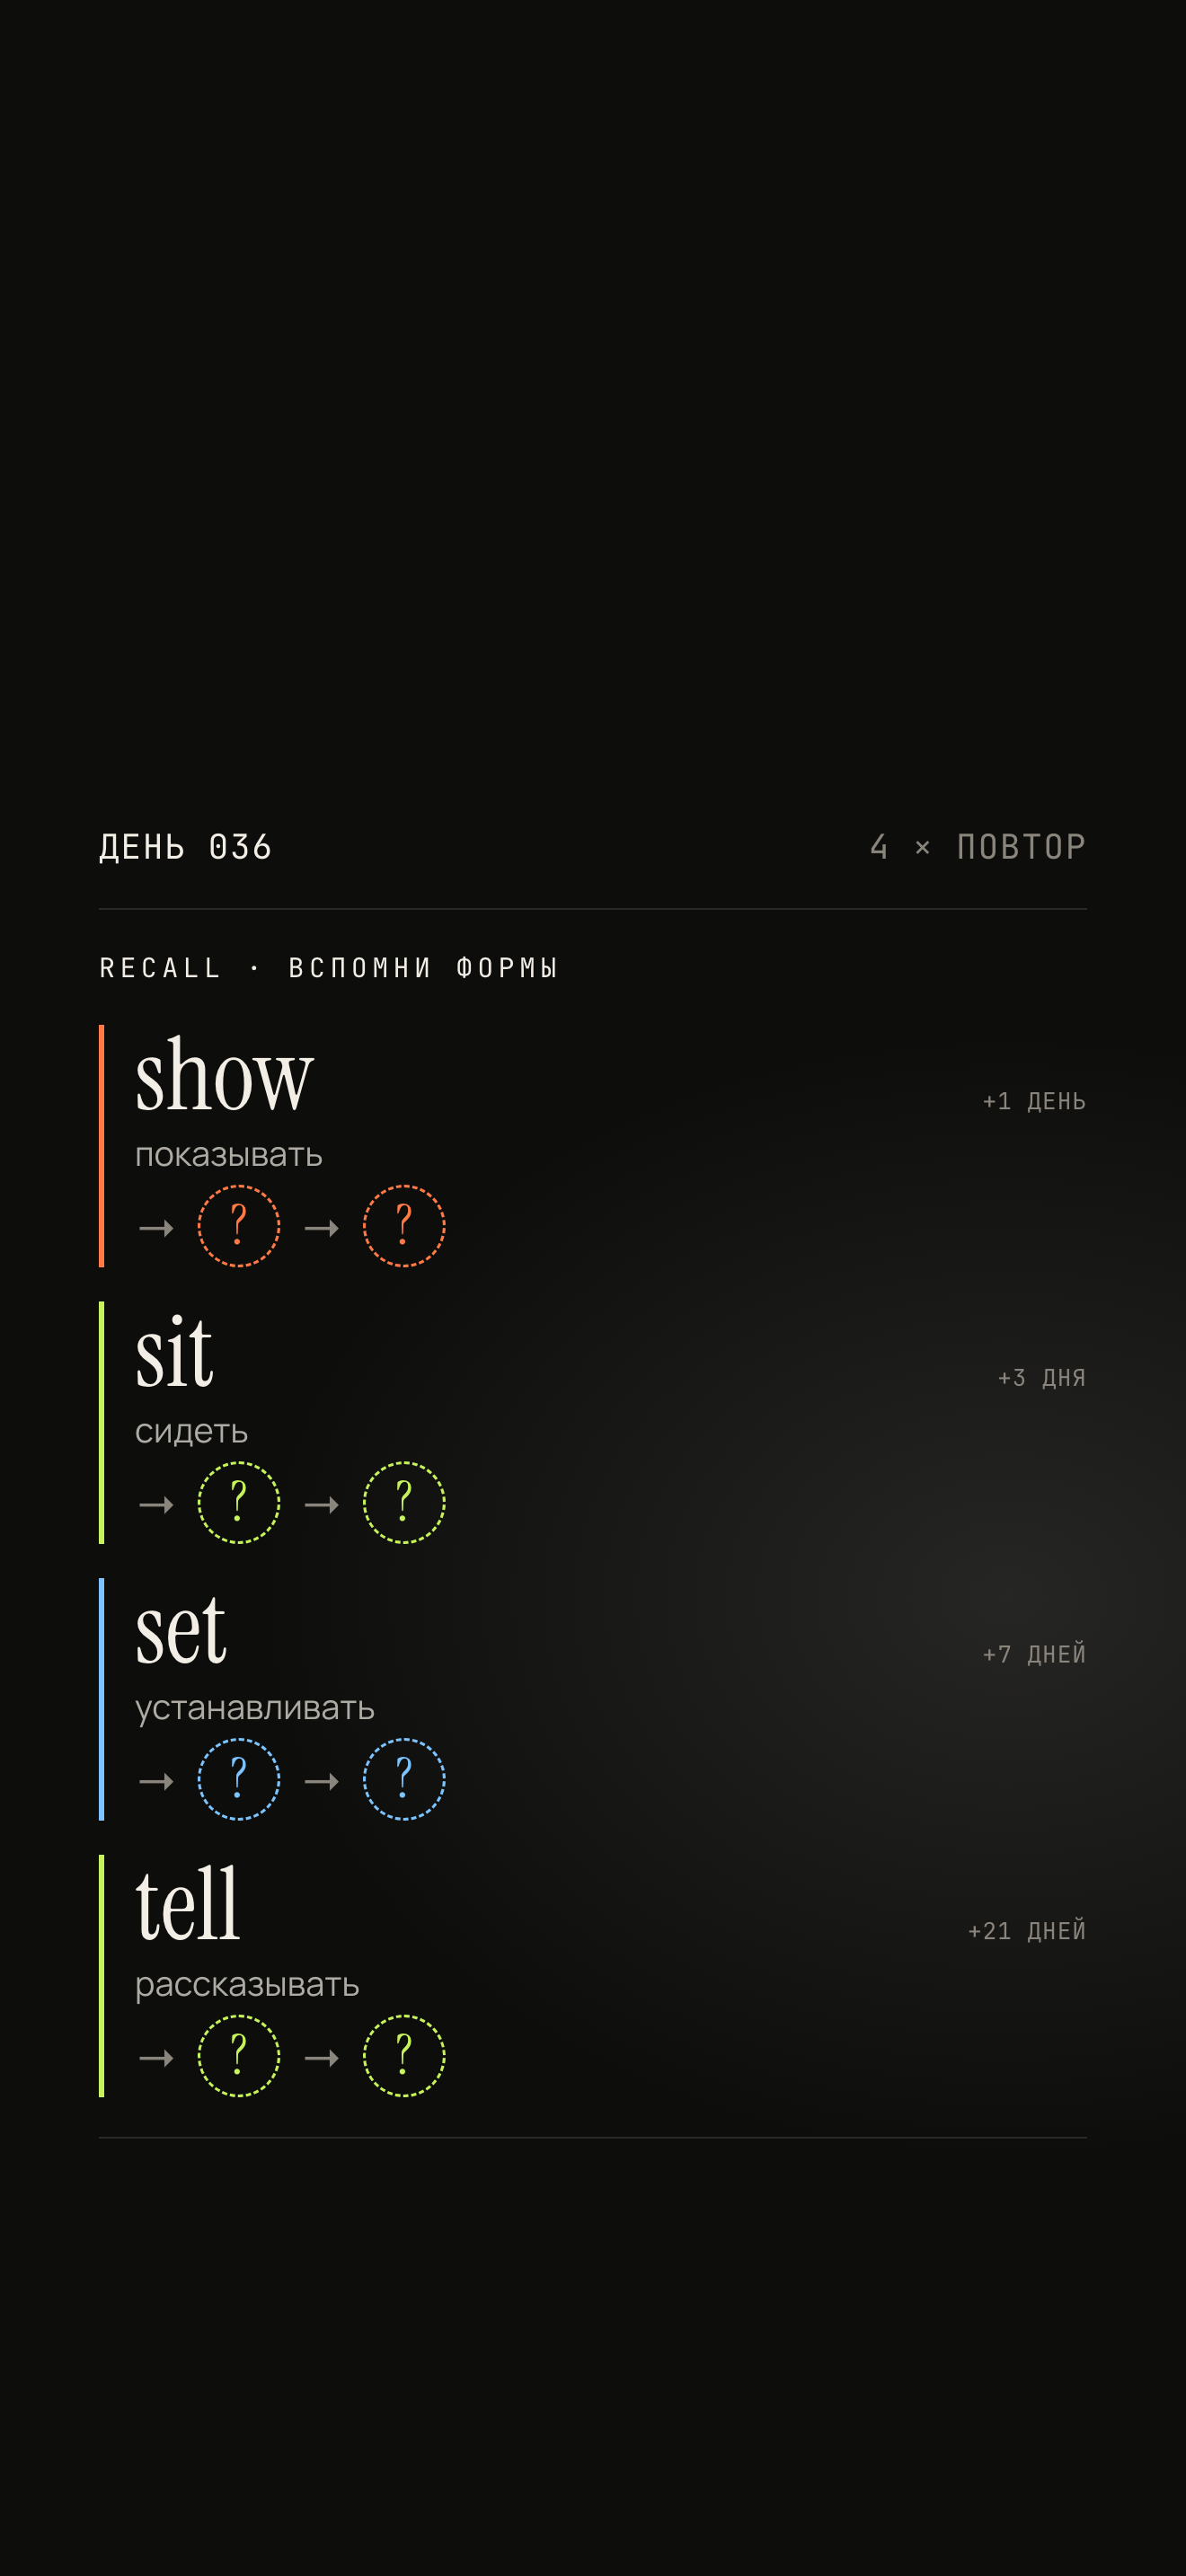 ДЕНЬ 036
4 × ПОВТОР
RECALL · ВСПОМНИ ФОРМЫ
show
+1 ДЕНЬ
показывать
→ ? → ?
sit
+3 ДНЯ
сидеть
→ ? → ?
set
+7 ДНЕЙ
устанавливать
→ ? → ?
tell
+21 ДНЕЙ
рассказывать
→ ? → ?